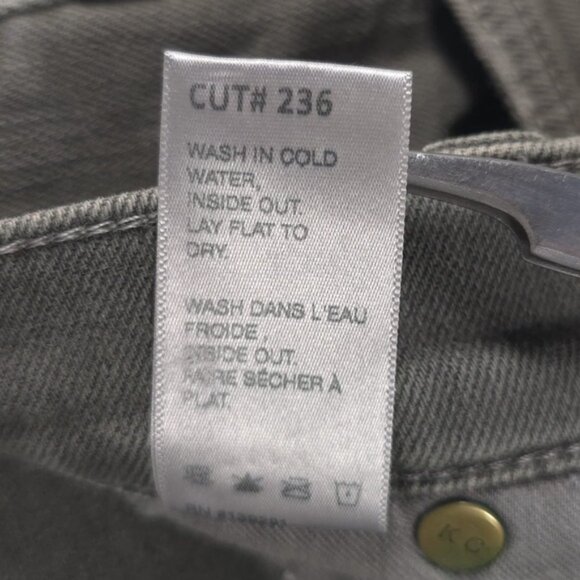 CUT# 236
WASH IN COLD
WATER,
INSIDE OUT.
LAY FLAT TO
DRY.
WASH DANS L'EAU
FROIDE,
INSIDE OUT.
FAIRE SÉCHER À
PLAT.
KG